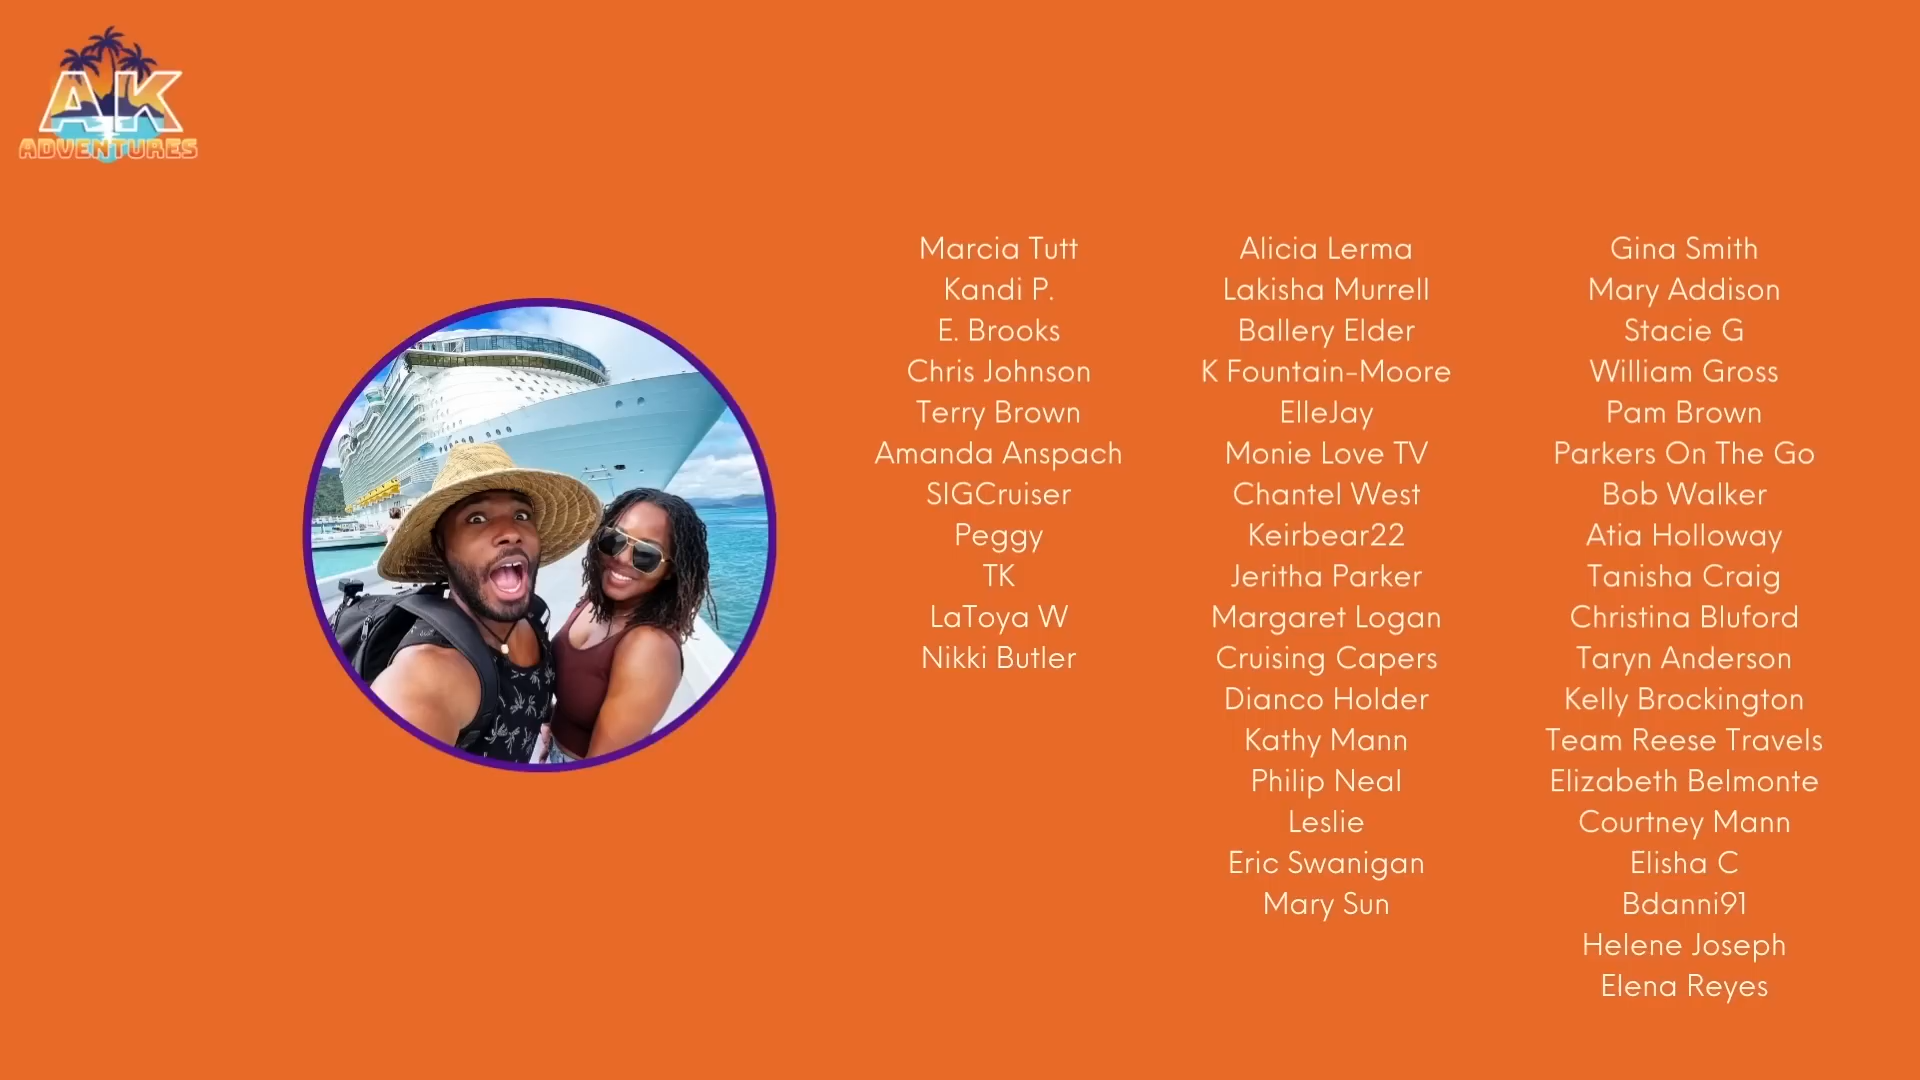 AK
ADVENTURES
Marcia Tutt
Kandi P.
E. Brooks
Chris Johnson
Terry Brown
Amanda Anspach
SIGCruiser
Peggy
TK
LaToya W
Nikki Butler
Alicia Lerma
Lakisha Murrell
Ballery Elder
K Fountain-Moore
ElleJay
Monie Love TV
Chantel West
Keirbear22
Jeritha Parker
Margaret Logan
Cruising Capers
Dianco Holder
Kathy Mann
Philip Neal
Leslie
Eric Swanigan
Mary Sun
Gina Smith
Mary Addison
Stacie G
William Gross
Pam Brown
Parkers On The Go
Bob Walker
Atia Holloway
Tanisha Craig
Christina Bluford
Taryn Anderson
Kelly Brockington
Team Reese Travels
Elizabeth Belmonte
Courtney Mann
Elisha C
Bdanni91
Helene Joseph
Elena Reyes